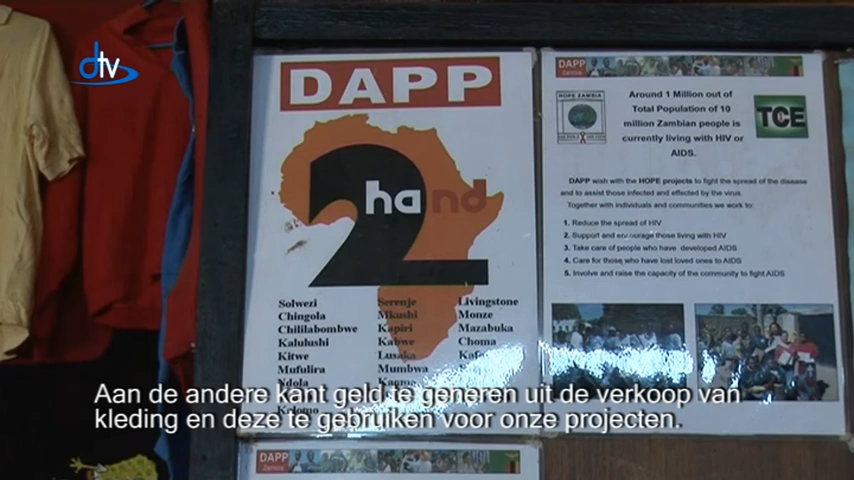 dtv
DAPP
2
hand
Solwezi
Chingola
Chililabombwe
Kalulushi
Kitwe
Mufulira
Ndola
Serenje
Mkushi
Kapiri
Kabwe
Lusaka
Mumbwa
Livingstone
Monze
Mazabuka
Choma
DAPP
Zambia
HOPE ZAMBIA
TCE
Around 1 Million out of
Total Population of 10
million Zambian people is
currently living with HIV or
AIDS.
DAPP wish with the HOPE projects to fight the spread of the disease
and to assist those infected and effected by the virus.
Together with individuals and communities we work to:
1. Reduce the spread of HIV
2. Support and encourage those living with HIV
3. Take care of people who have developed AIDS
4. Care for those who have lost loved ones to AIDS
5. Involve and raise the capacity of the community to fight AIDS
Aan de andere kant geld te generen uit de verkoop van
kleding en deze te gebruiken voor onze projecten.
DAPP
Zambia